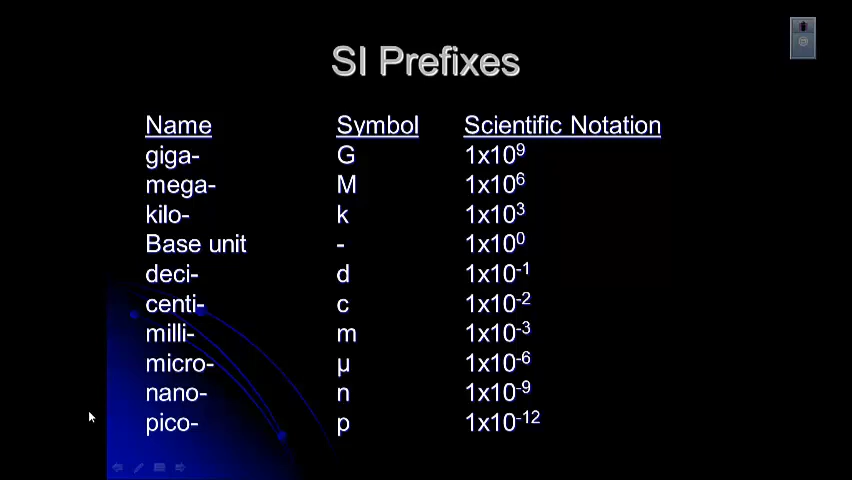 SI Prefixes
Name Symbol Scientific Notation
giga- G 1x10⁹
mega- M 1x10⁶
kilo- k 1x10³
Base unit - 1x10⁰
deci- d 1x10⁻¹
centi- c 1x10⁻²
milli- m 1x10⁻³
micro- µ 1x10⁻⁶
nano- n 1x10⁻⁹
pico- p 1x10⁻¹²